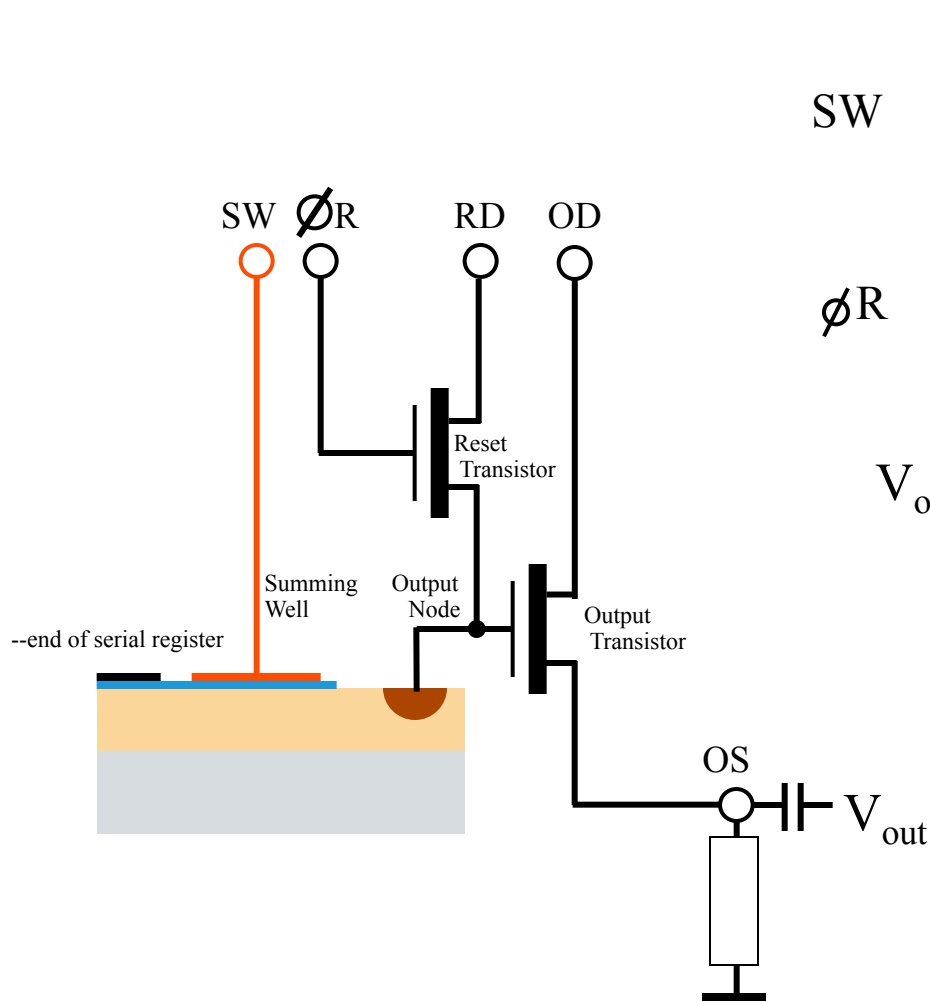 SW
SW ØR RD OD
øR
Reset
Transistor
V o
Summing
Well
Output
Node
Output
Transistor
--end of serial register
OS
V out